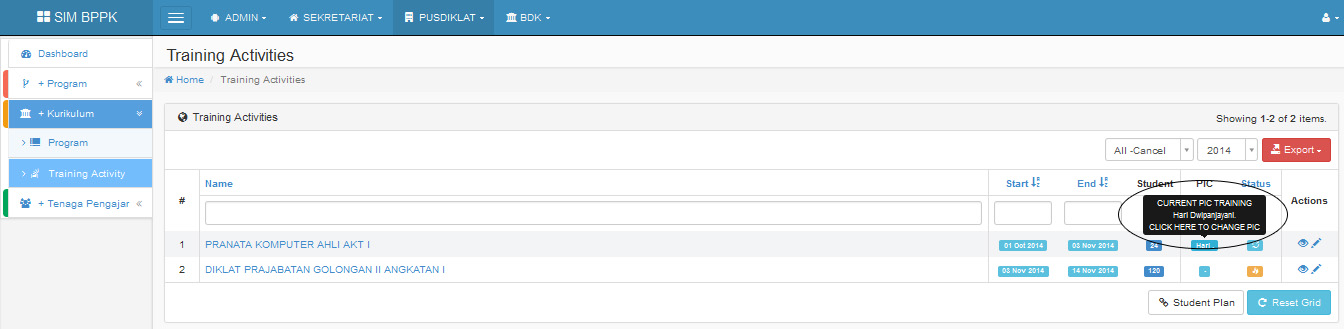 SIM BPPK
ADMIN
SEKRETARIAT
PUSDIKLAT
BDK
Dashboard
+ Program
+ Kurikulum
Program
Training Activity
+ Tenaga Pengajar
Training Activities
Home / Training Activities
Training Activities
Showing 1-2 of 2 items.
All -Cancel
2014
Export
# Name Start End Student PIC Status Actions
CURRENT PIC TRAINING
Hari Dwipanjayani.
CLICK HERE TO CHANGE PIC
1 PRANATA KOMPUTER AHLI AKT I 01 Oct 2014 03 Nov 2014 24 Hari .
2 DIKLAT PRAJABATAN GOLONGAN II ANGKATAN I 03 Nov 2014 14 Nov 2014 120 -
Student Plan
Reset Grid